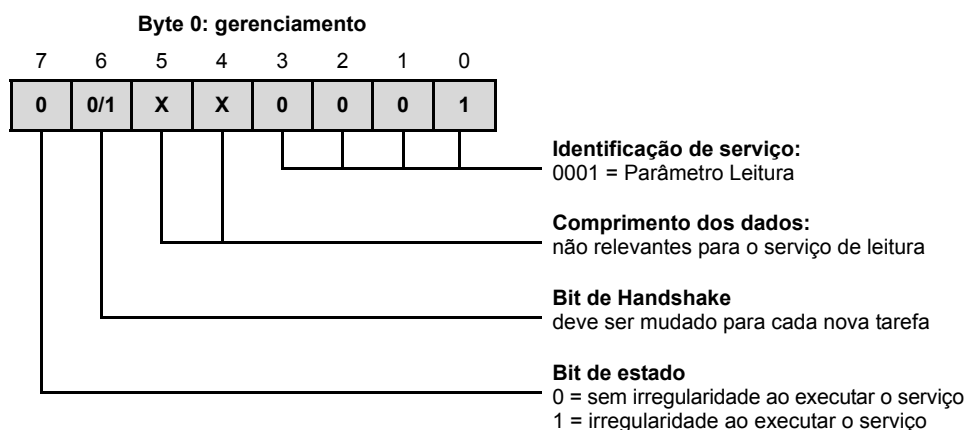 Byte 0: gerenciamento
7 6 5 4 3 2 1 0
0 0/1 X X 0 0 0 1
Identificação de serviço:
0001 = Parâmetro Leitura
Comprimento dos dados:
não relevantes para o serviço de leitura
Bit de Handshake
deve ser mudado para cada nova tarefa
Bit de estado
0 = sem irregularidade ao executar o serviço
1 = irregularidade ao executar o serviço